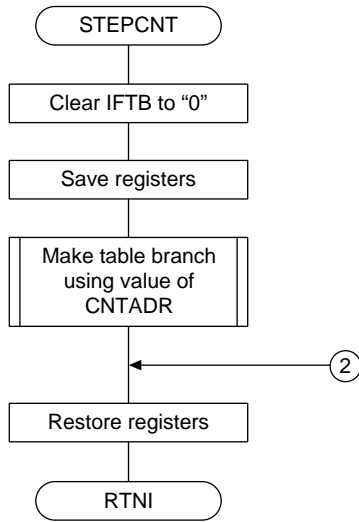 STEPCNT
Clear IFTB to “0”
Save registers
Make table branch
using value of
CNTADR
2
Restore registers
RTNI